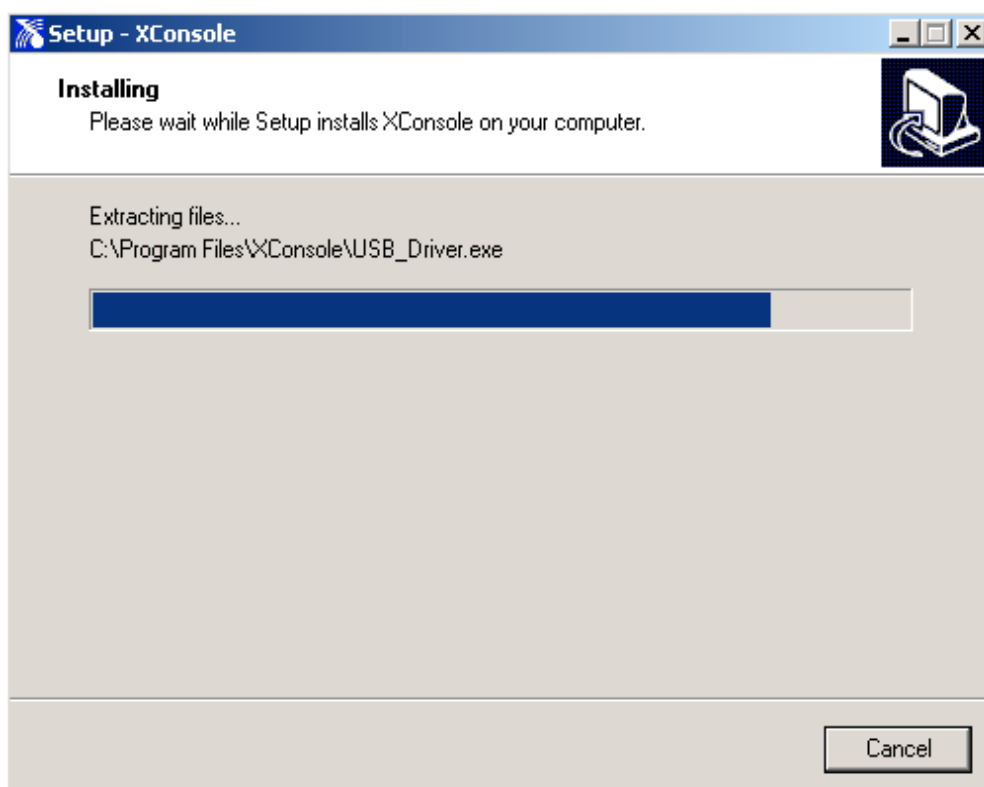 Setup - XConsole
Installing
Please wait while Setup installs XConsole on your computer.
Extracting files...
C:\Program Files\XConsole\USB_Driver.exe
Cancel